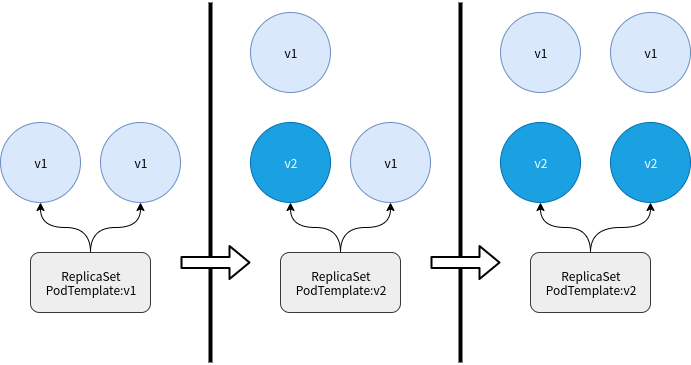 v1
v1
ReplicaSet
PodTemplate:v1
v1
v2
v1
ReplicaSet
PodTemplate:v2
v1
v1
v2
v2
ReplicaSet
PodTemplate:v2